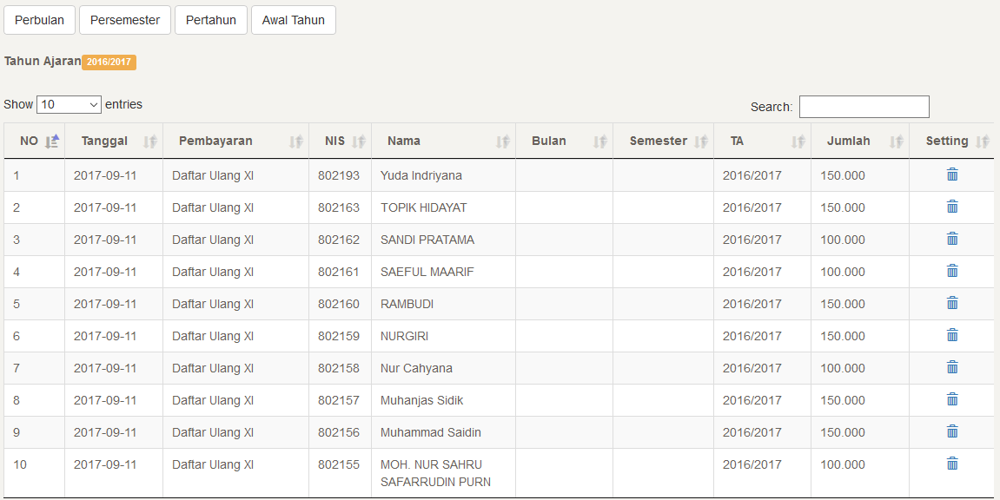 Perbulan Persemester Pertahun Awal Tahun
Tahun Ajaran 2016/2017
Show 10 entries Search:
NO Tanggal Pembayaran NIS Nama Bulan Semester TA Jumlah Setting
1 2017-09-11 Daftar Ulang XI 802193 Yuda Indriyana 2016/2017 150.000
2 2017-09-11 Daftar Ulang XI 802163 TOPIK HIDAYAT 2016/2017 150.000
3 2017-09-11 Daftar Ulang XI 802162 SANDI PRATAMA 2016/2017 100.000
4 2017-09-11 Daftar Ulang XI 802161 SAEFUL MAARIF 2016/2017 100.000
5 2017-09-11 Daftar Ulang XI 802160 RAMBUDI 2016/2017 150.000
6 2017-09-11 Daftar Ulang XI 802159 NURGIRI 2016/2017 150.000
7 2017-09-11 Daftar Ulang XI 802158 Nur Cahyana 2016/2017 100.000
8 2017-09-11 Daftar Ulang XI 802157 Muhanjas Sidik 2016/2017 150.000
9 2017-09-11 Daftar Ulang XI 802156 Muhammad Saidin 2016/2017 150.000
10 2017-09-11 Daftar Ulang XI 802155 MOH. NUR SAHRU 2016/2017 100.000
SAFARRUDIN PURN